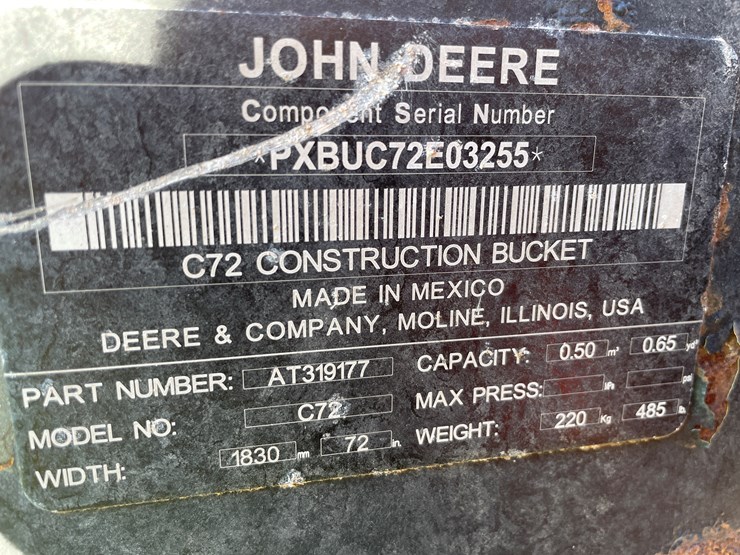 JOHN DEERE
Component Serial Number
*PXBUC72E03255*
C72 CONSTRUCTION BUCKET
MADE IN MEXICO
DEERE & COMPANY, MOLINE, ILLINOIS, USA
PART NUMBER: AT319177 CAPACITY: 0.50 m³ 0.65 yd³
MODEL NO: C72 MAX PRESS:
WIDTH: 1830 mm 72 in. WEIGHT: 220 Kg 485 lb